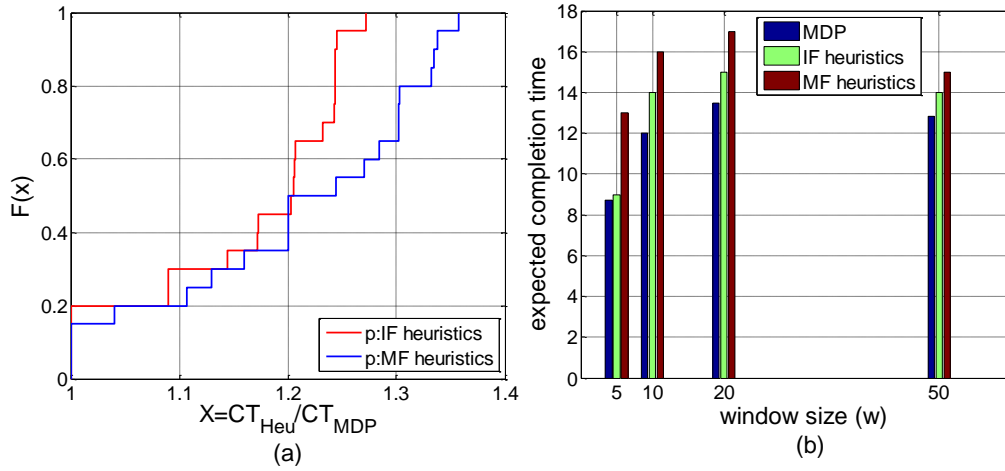 1
0.8
0.6
0.4
0.2
0
F(x)
1 1.1 1.2 1.3 1.4
X=CT_Heu/CT_MDP
p:IF heuristics
p:MF heuristics
(a)
18
16
14
12
10
8
6
4
2
0
expected completion time
MDP
IF heuristics
MF heuristics
5 10 20 50
window size (w)
(b)